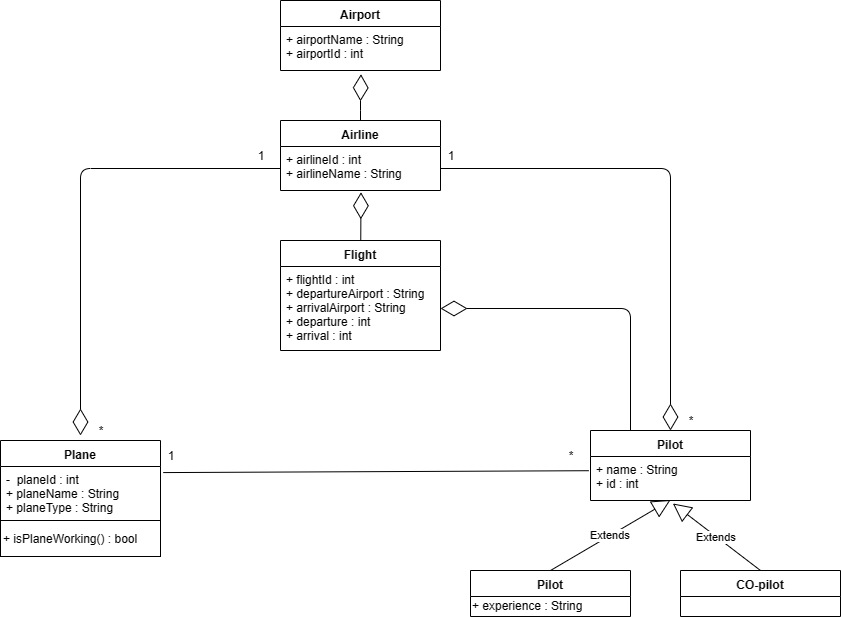 Airport
+ airportName : String
+ airportId : int
Airline
+ airlineId : int
+ airlineName : String
1
1
Flight
+ flightId : int
+ departureAirport : String
+ arrivalAirport : String
+ departure : int
+ arrival : int
*
*
Plane
- planeId : int
+ planeName : String
+ planeType : String
+ isPlaneWorking() : bool
1
*
Pilot
+ name : String
+ id : int
Extends
Extends
Pilot
+ experience : String
CO-pilot